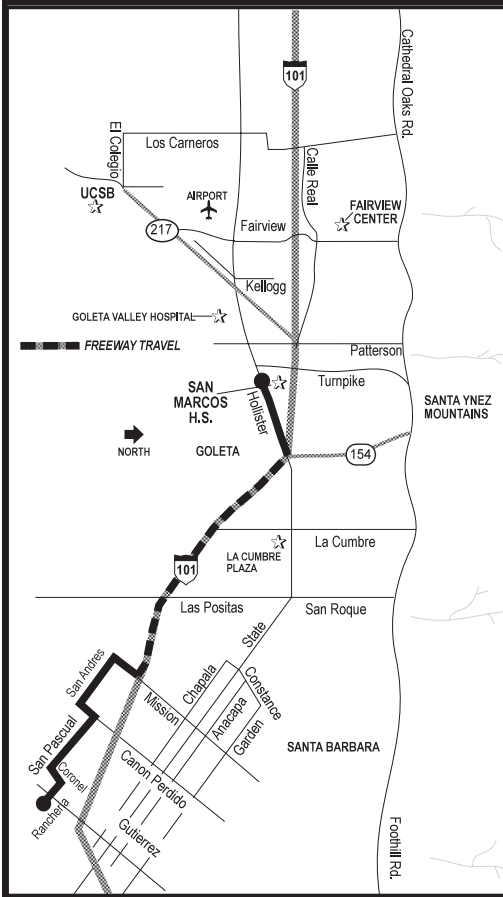 101
Cathedral Oaks Rd.
El Colegio
Los Carneros
Calle Real
UCSB
AIRPORT
FAIRVIEW
CENTER
217
Fairview
Kellogg
GOLETA VALLEY HOSPITAL
FREEWAY TRAVEL
Patterson
SAN
MARCOS
H.S.
Hollister
Turnpike
SANTA YNEZ
MOUNTAINS
NORTH
GOLETA
154
La Cumbre
LA CUMBRE
PLAZA
101
Las Positas
San Roque
State
San Andres
Mission
Chapala
Constance
Anacapa
Garden
San Pascual
SANTA BARBARA
Coronel
Canon Perdido
Rancheria
Gutierrez
Foothill Rd.